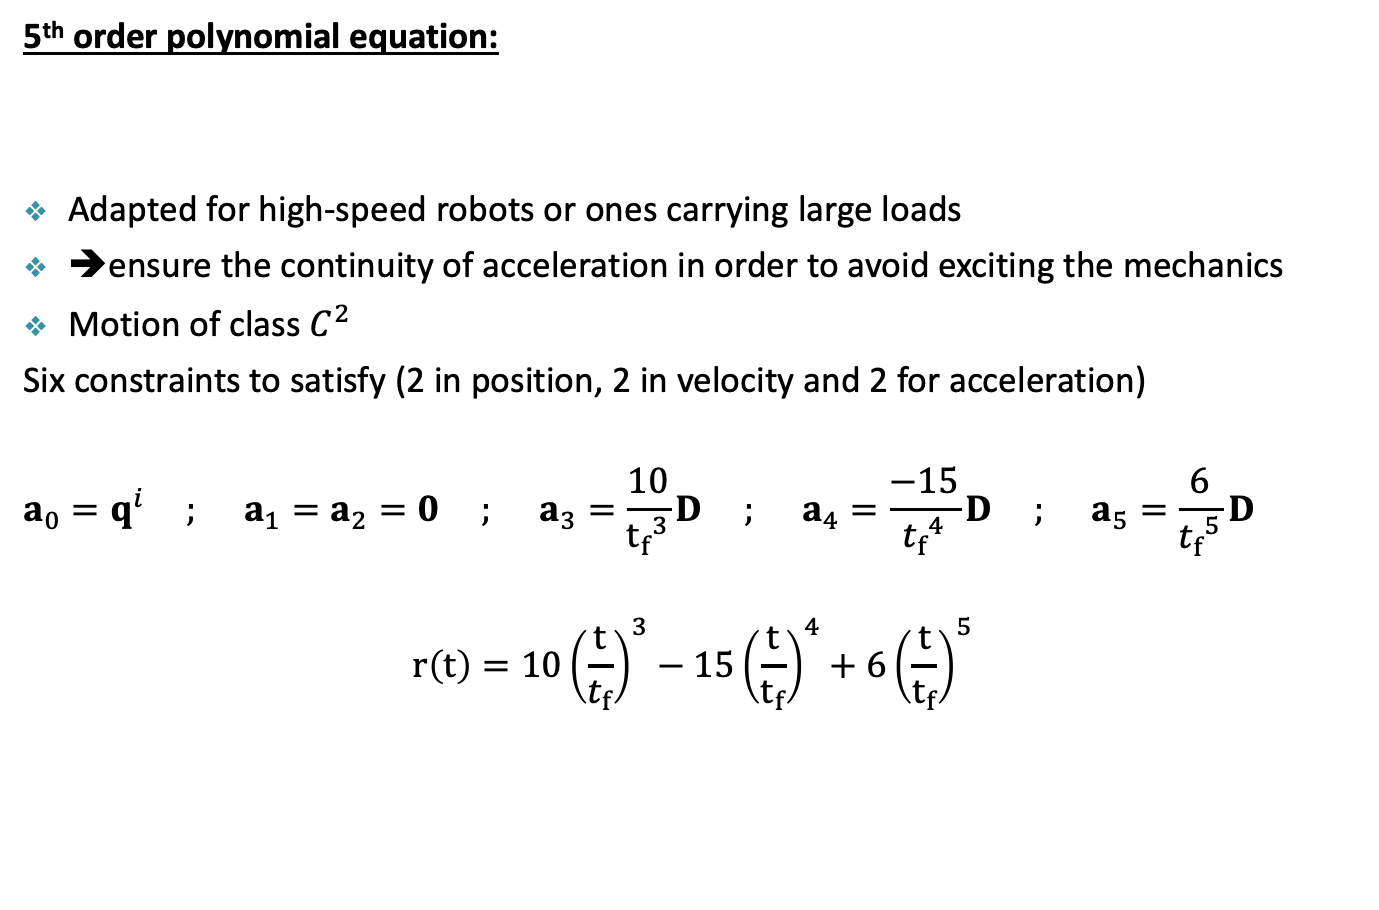 5th order polynomial equation:
❖ Adapted for high-speed robots or ones carrying large loads
❖ ➔ensure the continuity of acceleration in order to avoid exciting the mechanics
❖ Motion of class C²
Six constraints to satisfy (2 in position, 2 in velocity and 2 for acceleration)
a₀ = qⁱ ; a₁ = a₂ = 0 ; a₃ = 10/t_f³ D ; a₄ = −15/t_f⁴ D ; a₅ = 6/t_f⁵ D
r(t) = 10 (t/t_f)³ − 15 (t/t_f)⁴ + 6 (t/t_f)⁵